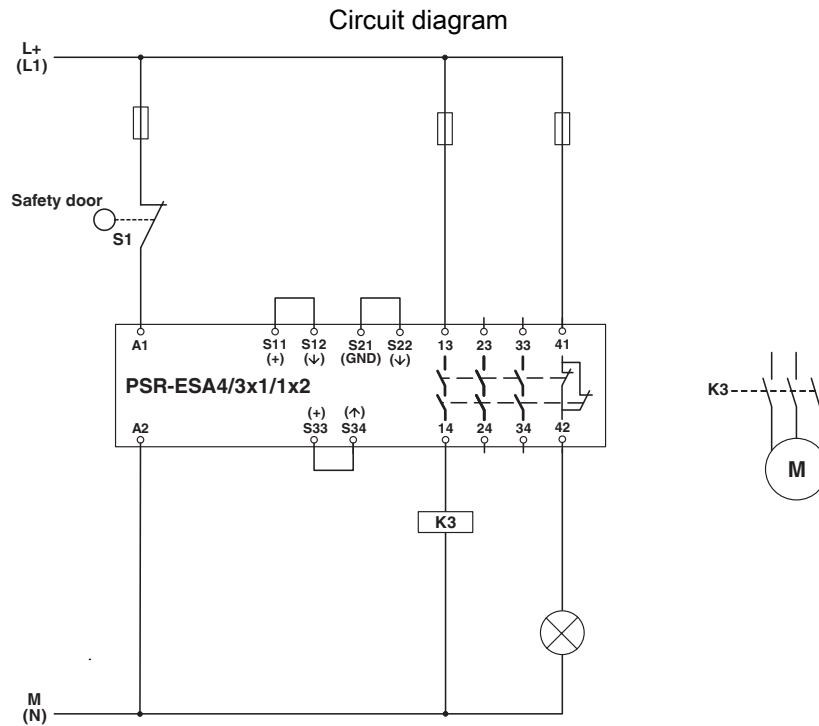 Circuit diagram
L+
(L1)
Safety door
S1
A1 S11 S12 S21 S22 13 23 33 41
(+) (↓) (GND) (↓)
PSR-ESA4/3x1/1x2
K3
(+) (↑)
A2 S33 S34 14 24 34 42
M
K3
M
(N)